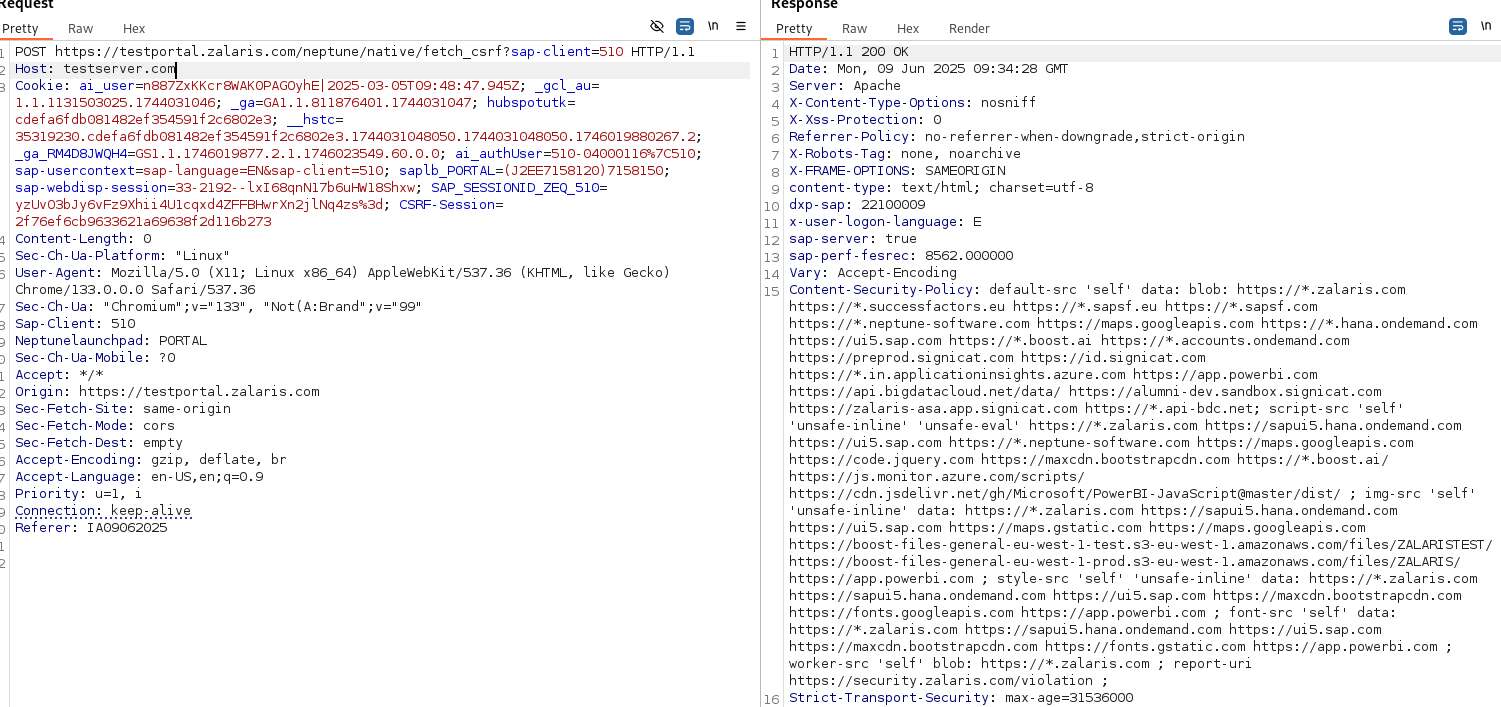 Request
Pretty Raw Hex
\n
1 POST https://testportal.zalaris.com/neptune/native/fetch_csrf?sap-client=510 HTTP/1.1
2 Host: testserver.com
3 Cookie: ai_user=n887ZxKKcr8WAKOPAGOyhE|2025-03-05T09:48:47.945Z; _gcl_au=
1.1.1131503025.1744031046; _ga=GA1.1.811876401.1744031047; hubspotutk=
cdefa6fdb081482ef354591f2c6802e3; __hstc=
35319230.cdefa6fdb081482ef354591f2c6802e3.1744031048050.1744031048050.1746019880267.2;
_ga_RM4D8JWQH4=GS1.1.1746019877.2.1.1746023549.60.0.0; ai_authUser=510-04000116%7C510;
sap-usercontext=sap-language=EN&sap-client=510; saplb_PORTAL=(J2EE7158120)7158150;
sap-webdisp-session=33-2192--lxI68qnN17b6uHW18Shxw; SAP_SESSIONID_ZEQ_510=
yzUvO3bJy6vFz9Xhii4U1cqxd4ZFFBHwrXn2jlNq4zs%3d; CSRF-Session=
2f76ef6cb9633621a69638f2d116b273
4 Content-Length: 0
5 Sec-Ch-Ua-Platform: "Linux"
6 User-Agent: Mozilla/5.0 (X11; Linux x86_64) AppleWebKit/537.36 (KHTML, like Gecko)
Chrome/133.0.0.0 Safari/537.36
7 Sec-Ch-Ua: "Chromium";v="133", "Not(A:Brand";v="99"
8 Sap-Client: 510
9 Neptunelaunchpad: PORTAL
0 Sec-Ch-Ua-Mobile: ?0
1 Accept: */*
2 Origin: https://testportal.zalaris.com
3 Sec-Fetch-Site: same-origin
4 Sec-Fetch-Mode: cors
5 Sec-Fetch-Dest: empty
6 Accept-Encoding: gzip, deflate, br
7 Accept-Language: en-US,en;q=0.9
8 Priority: u=1, i
9 Connection: keep-alive
0 Referer: IA09062025
1
2
Response
Pretty Raw Hex Render
\n
1 HTTP/1.1 200 OK
2 Date: Mon, 09 Jun 2025 09:34:28 GMT
3 Server: Apache
4 X-Content-Type-Options: nosniff
5 X-Xss-Protection: 0
6 Referrer-Policy: no-referrer-when-downgrade,strict-origin
7 X-Robots-Tag: none, noarchive
8 X-FRAME-OPTIONS: SAMEORIGIN
9 content-type: text/html; charset=utf-8
10 dxp-sap: 22100009
11 x-user-logon-language: E
12 sap-server: true
13 sap-perf-fesrec: 8562.000000
14 Vary: Accept-Encoding
15 Content-Security-Policy: default-src 'self' data: blob: https://*.zalaris.com
https://*.successfactors.eu https://*.sapsf.eu https://*.sapsf.com
https://*.neptune-software.com https://maps.googleapis.com https://*.hana.ondemand.com
https://ui5.sap.com https://*.boost.ai https://*.accounts.ondemand.com
https://preprod.signicat.com https://id.signicat.com
https://*.in.applicationinsights.azure.com https://app.powerbi.com
https://api.bigdatacloud.net/data/ https://alumni-dev.sandbox.signicat.com
https://zalaris-asa.app.signicat.com https://*.api-bdc.net; script-src 'self'
'unsafe-inline' 'unsafe-eval' https://*.zalaris.com https://sapui5.hana.ondemand.com
https://ui5.sap.com https://*.neptune-software.com https://maps.googleapis.com
https://code.jquery.com https://maxcdn.bootstrapcdn.com https://*.boost.ai/
https://js.monitor.azure.com/scripts/
https://cdn.jsdelivr.net/gh/Microsoft/PowerBI-JavaScript@master/dist/ ; img-src 'self'
'unsafe-inline' data: https://*.zalaris.com https://sapui5.hana.ondemand.com
https://ui5.sap.com https://maps.gstatic.com https://maps.googleapis.com
https://boost-files-general-eu-west-1-test.s3-eu-west-1.amazonaws.com/files/ZALARISTEST/
https://boost-files-general-eu-west-1-prod.s3-eu-west-1.amazonaws.com/files/ZALARIS/
https://app.powerbi.com ; style-src 'self' 'unsafe-inline' data: https://*.zalaris.com
https://sapui5.hana.ondemand.com https://ui5.sap.com https://maxcdn.bootstrapcdn.com
https://fonts.googleapis.com https://app.powerbi.com ; font-src 'self' data:
https://*.zalaris.com https://sapui5.hana.ondemand.com https://ui5.sap.com
https://maxcdn.bootstrapcdn.com https://fonts.gstatic.com https://app.powerbi.com ;
worker-src 'self' blob: https://*.zalaris.com ; report-uri
https://security.zalaris.com/violation ;
16 Strict-Transport-Security: max-age=31536000